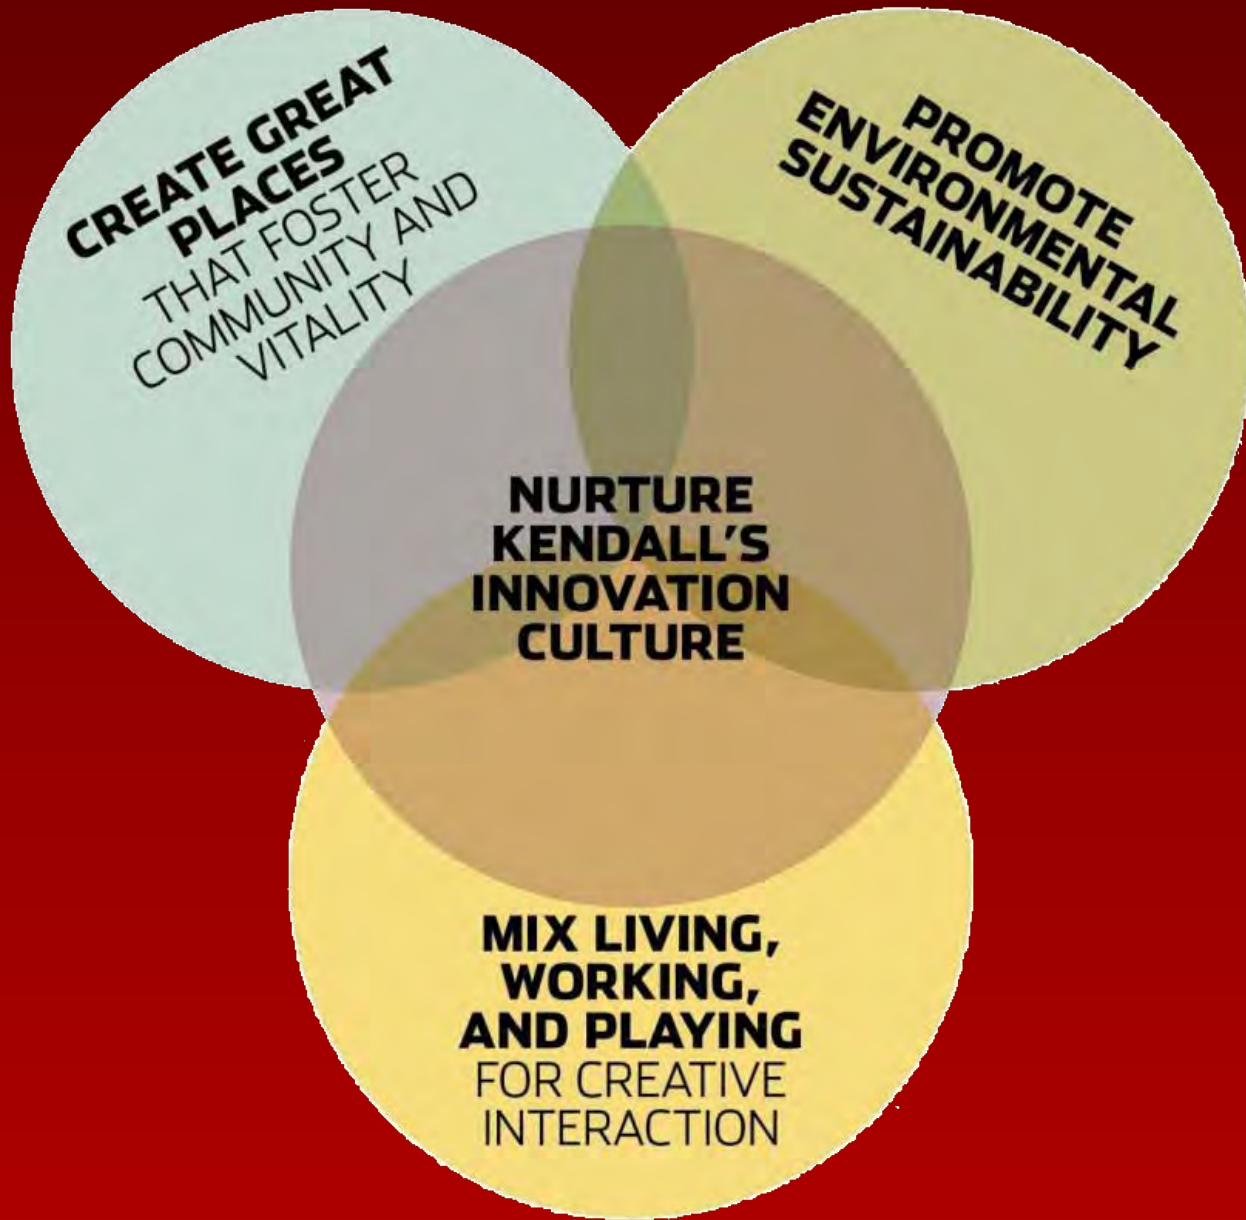 CREATE GREAT
PLACES
THAT FOSTER
COMMUNITY AND
VITALITY
PROMOTE
ENVIRONMENTAL
SUSTAINABILITY
NURTURE
KENDALL'S
INNOVATION
CULTURE
MIX LIVING,
WORKING,
AND PLAYING
FOR CREATIVE
INTERACTION